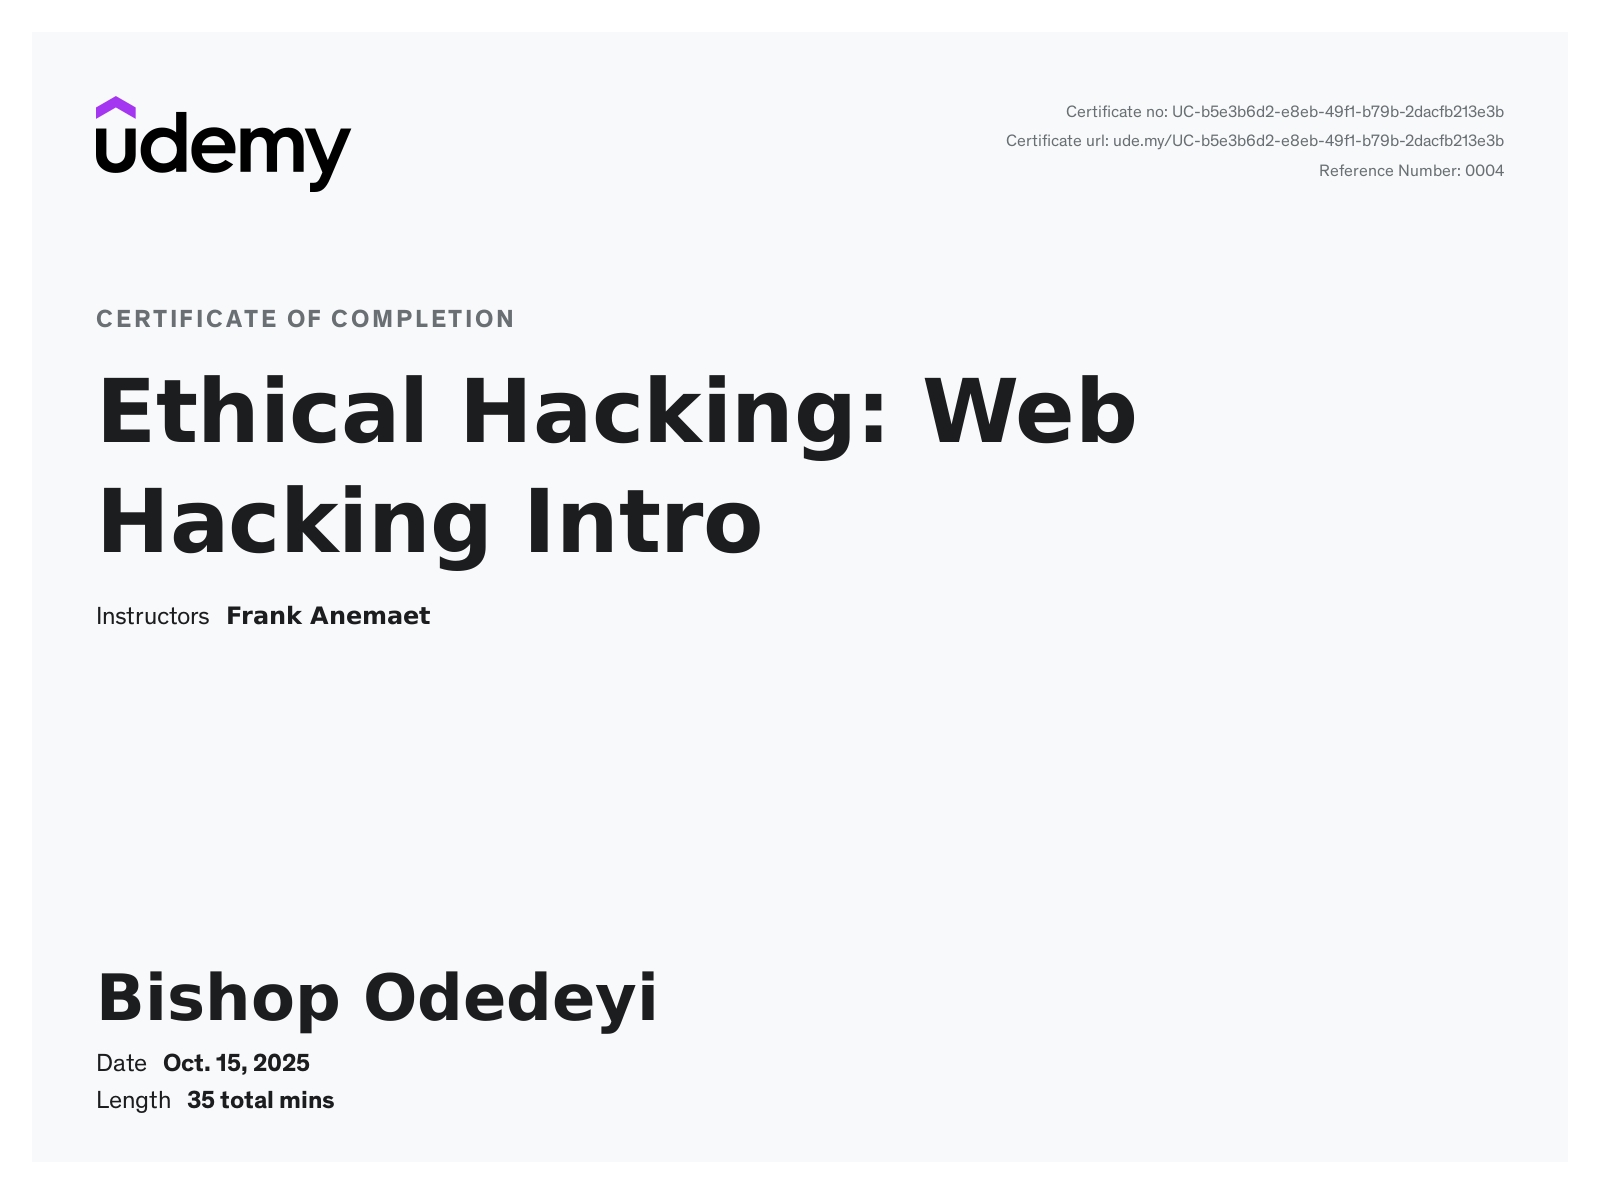 udemy
Certificate no: UC-b5e3b6d2-e8eb-49f1-b79b-2dacfb213e3b
Certificate url: ude.my/UC-b5e3b6d2-e8eb-49f1-b79b-2dacfb213e3b
Reference Number: 0004
CERTIFICATE OF COMPLETION
Ethical Hacking: Web
Hacking Intro
Instructors Frank Anemaet
Bishop Odedeyi
Date Oct. 15, 2025
Length 35 total mins